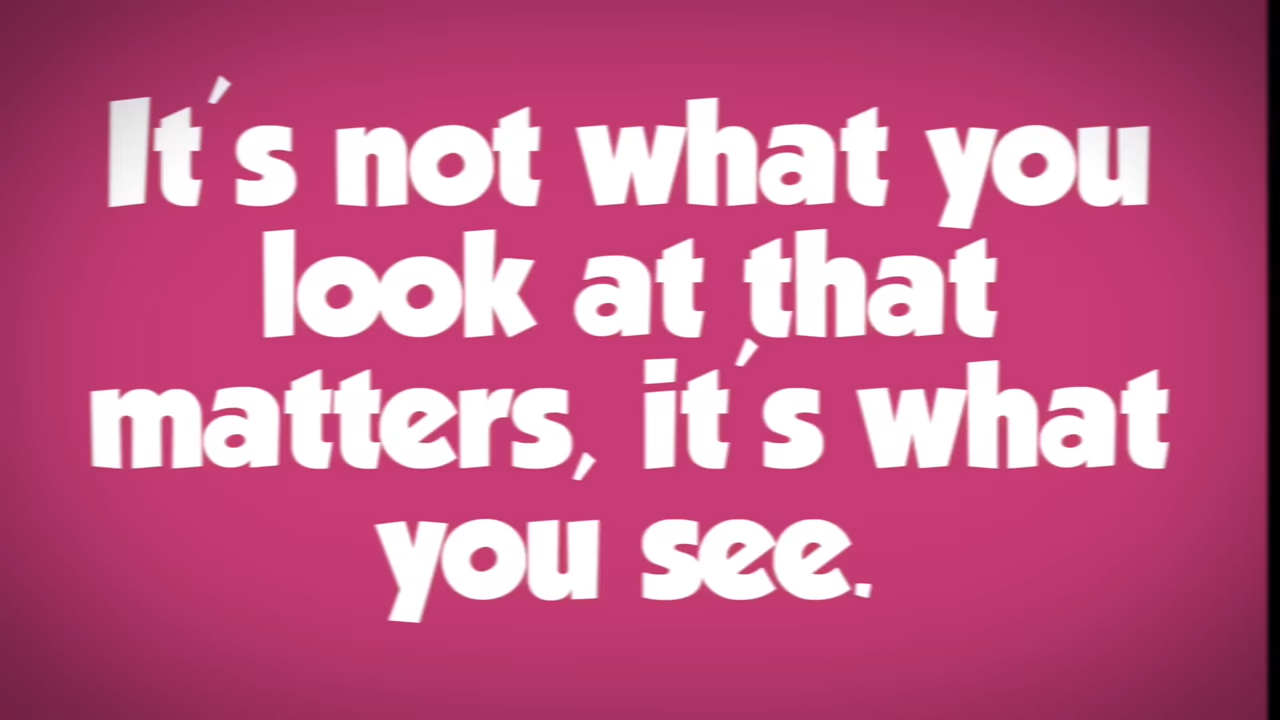 It's not what you
look at that
matters, it's what
you see.